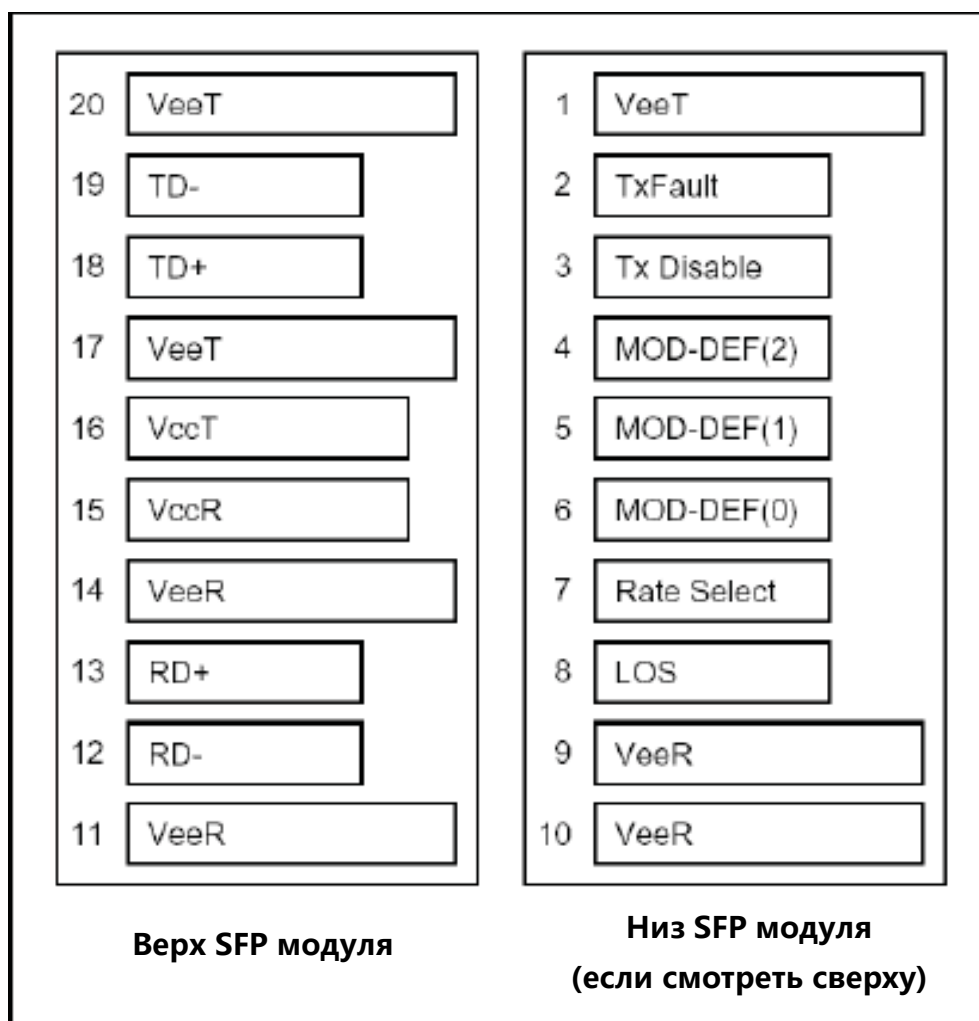 20 VeeT
19 TD-
18 TD+
17 VeeT
16 VccT
15 VccR
14 VeeR
13 RD+
12 RD-
11 VeeR
Верх SFP модуля
1 VeeT
2 TxFault
3 Tx Disable
4 MOD-DEF(2)
5 MOD-DEF(1)
6 MOD-DEF(0)
7 Rate Select
8 LOS
9 VeeR
10 VeeR
Низ SFP модуля
(если смотреть сверху)